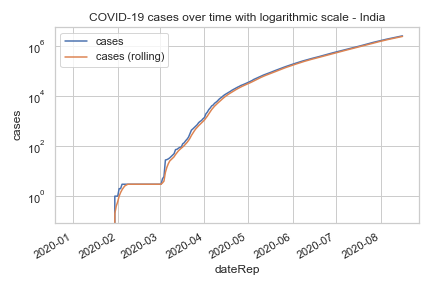 COVID-19 cases over time with logarithmic scale - India
cases
cases (rolling)
10^6
10^4
10^2
10^0
cases
2020-01
2020-02
2020-03
2020-04
2020-05
2020-06
2020-07
2020-08
dateRep